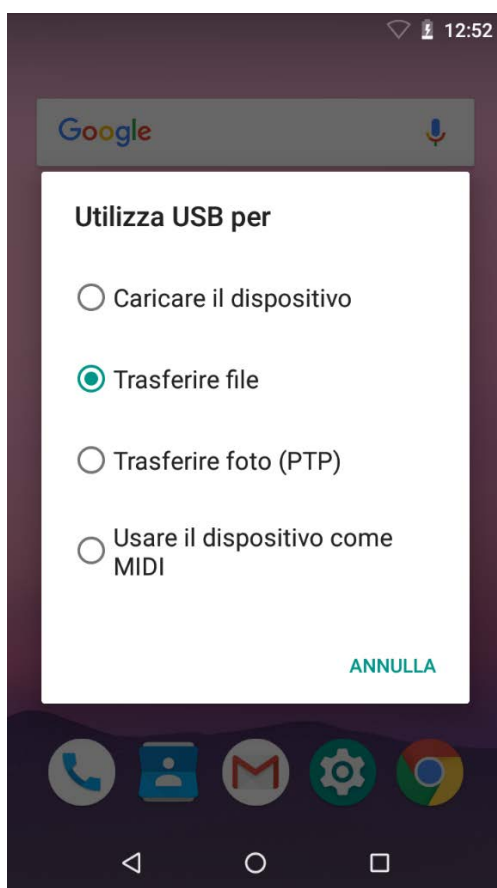 12:52
Google
Utilizza USB per
Caricare il dispositivo
Trasferire file
Trasferire foto (PTP)
Usare il dispositivo come
MIDI
ANNULLA